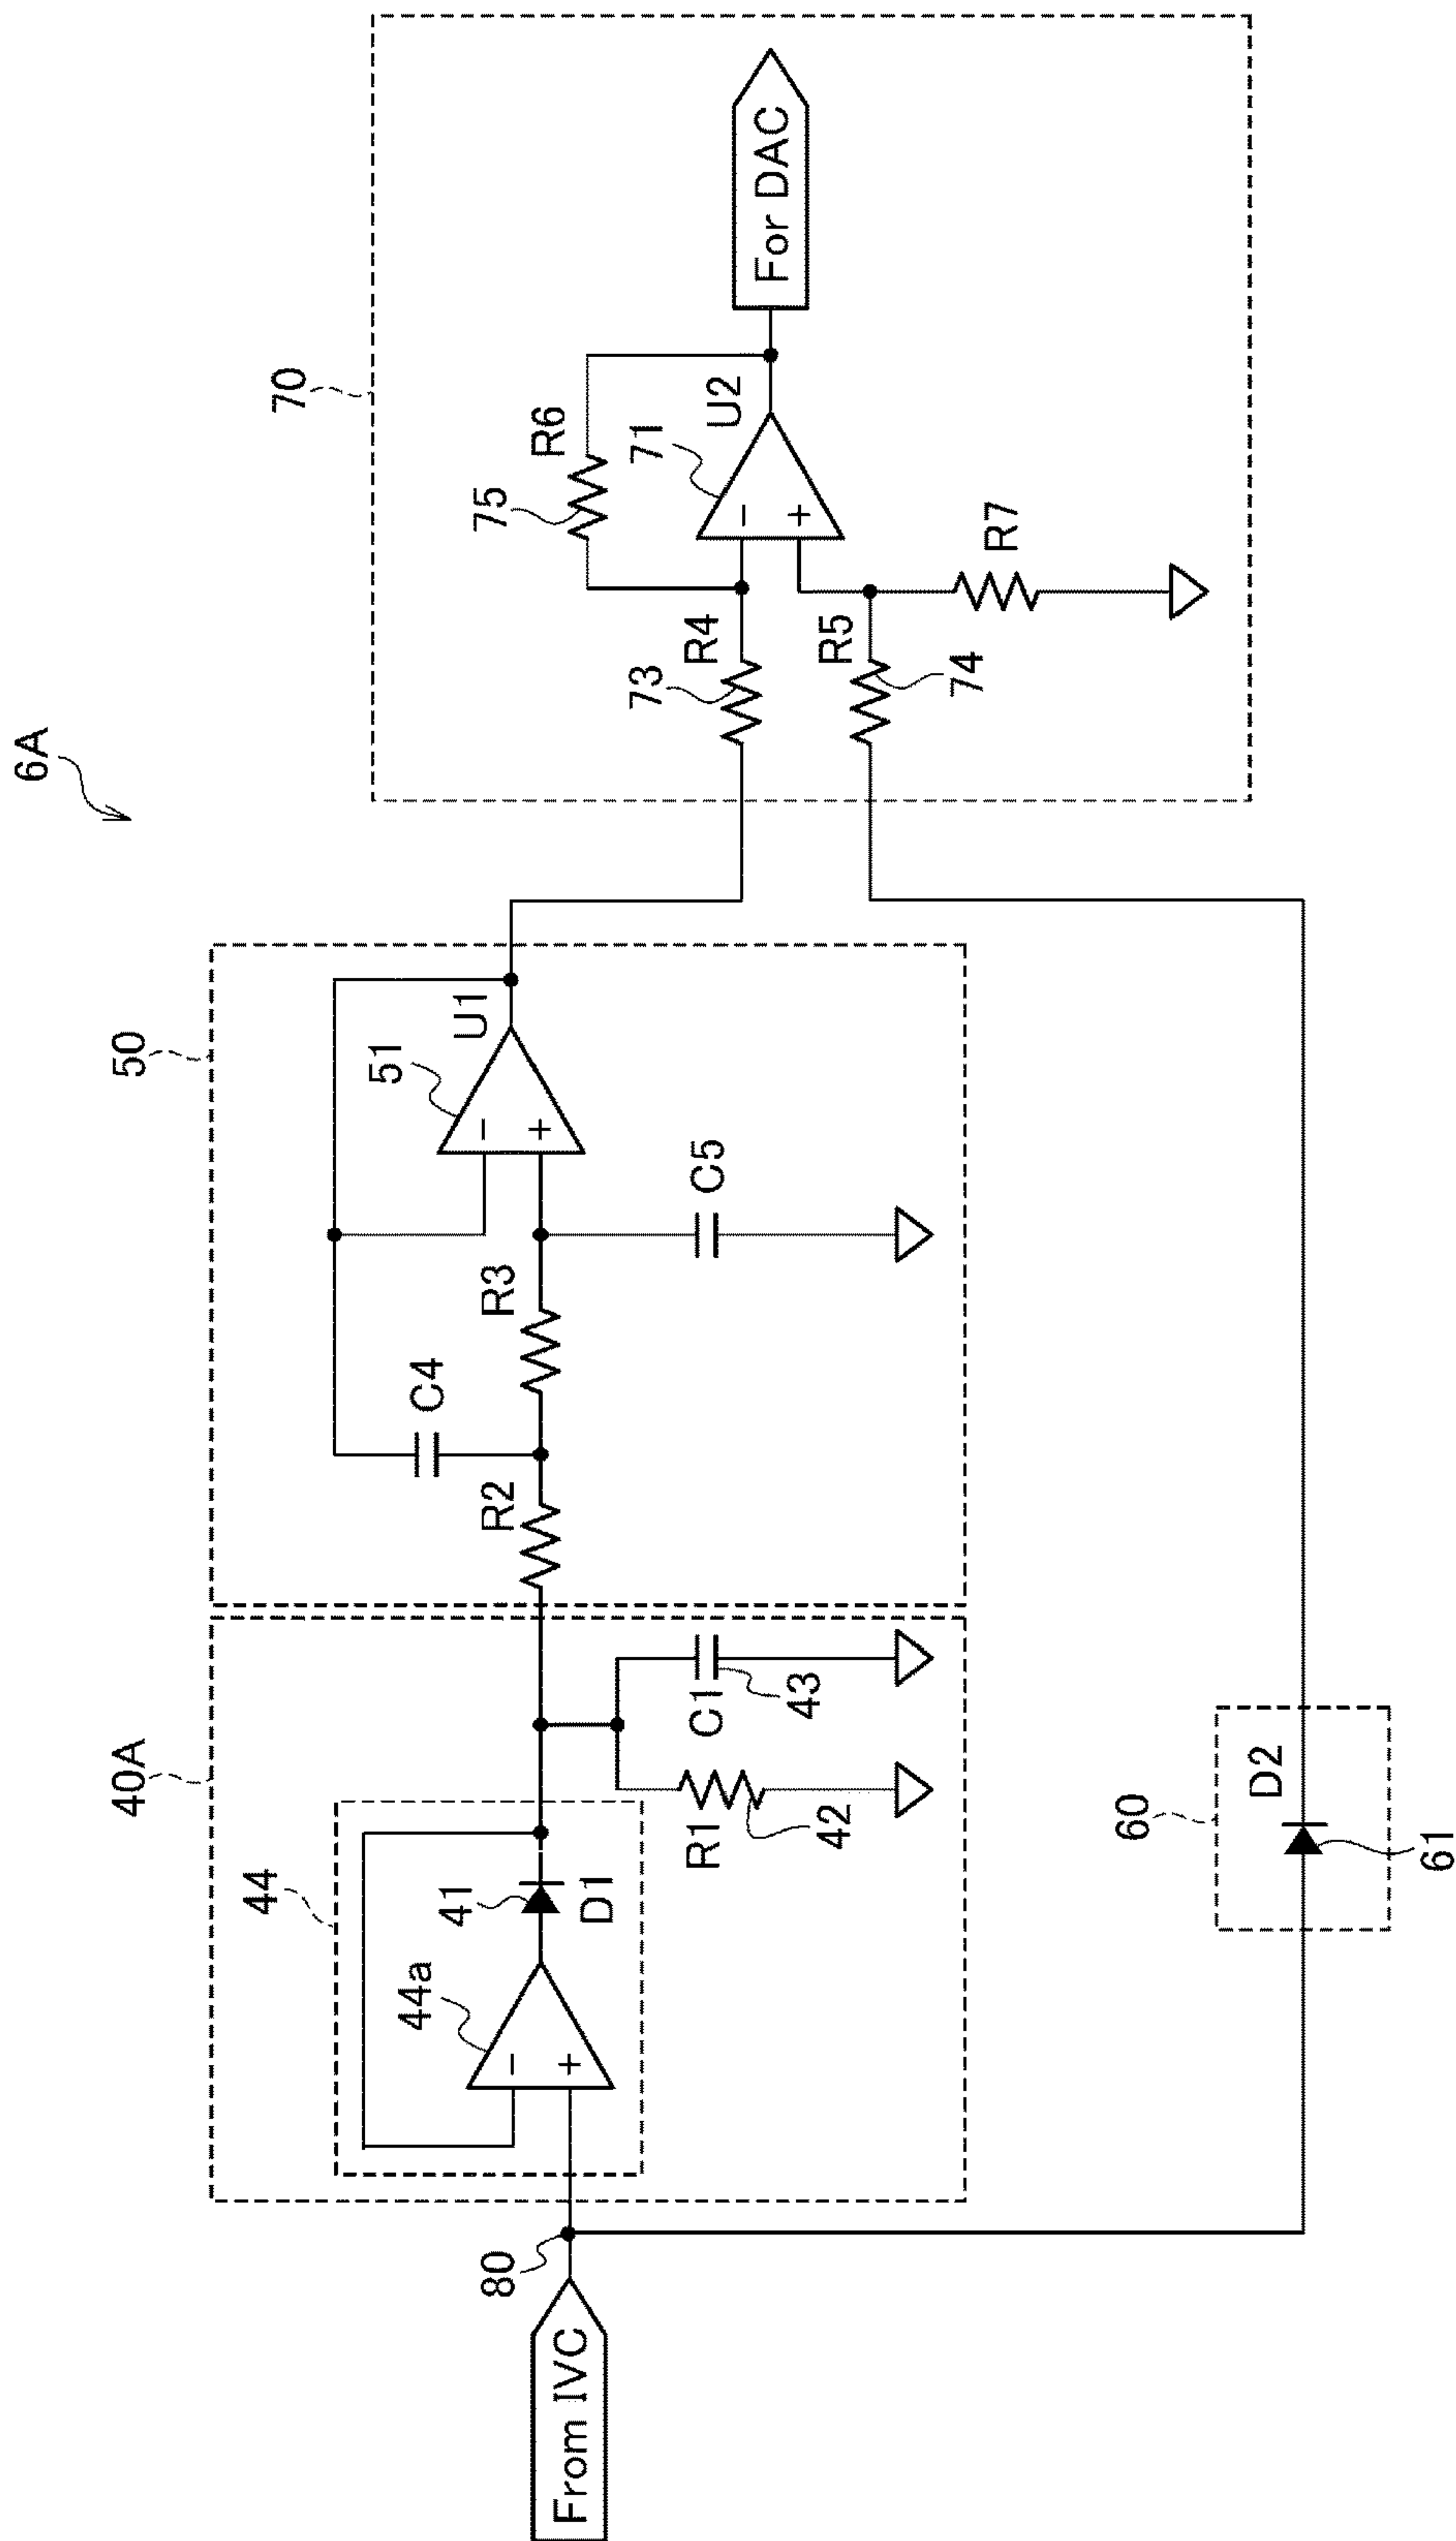 6A
40A
44
44a
41
D1
R1
42
C1
43
80
From IVC
50
R2
C4
R3
51
U1
C5
−
+
−
+
60
D2
61
70
R4
73
R5
74
75
R6
71
U2
−
+
R7
For DAC